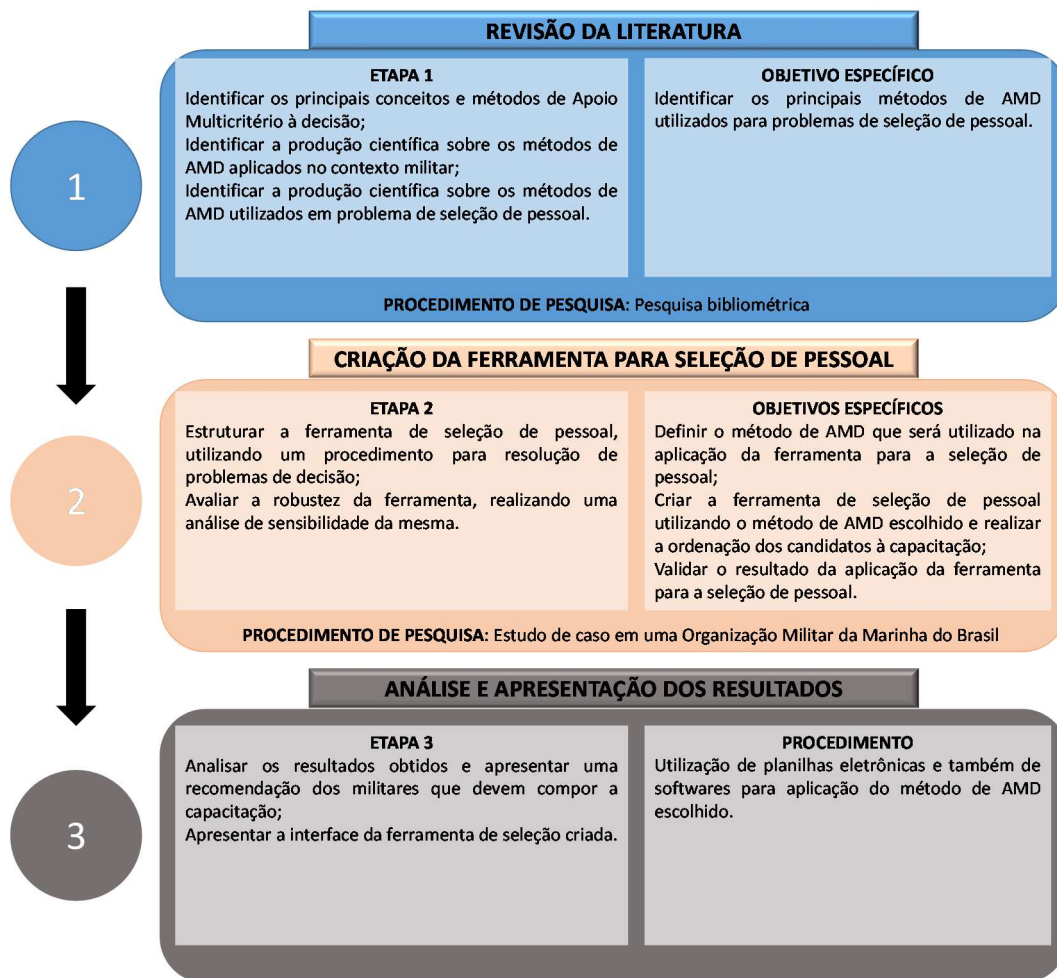 REVISÃO DA LITERATURA
1
ETAPA 1
Identificar os principais conceitos e métodos de Apoio
Multicritério à decisão;
Identificar a produção científica sobre os métodos de
AMD aplicados no contexto militar;
Identificar a produção científica sobre os métodos de
AMD utilizados em problema de seleção de pessoal.
OBJETIVO ESPECÍFICO
Identificar os principais métodos de AMD
utilizados para problemas de seleção de pessoal.
PROCEDIMENTO DE PESQUISA: Pesquisa bibliométrica
CRIAÇÃO DA FERRAMENTA PARA SELEÇÃO DE PESSOAL
2
ETAPA 2
Estruturar a ferramenta de seleção de pessoal,
utilizando um procedimento para resolução de
problemas de decisão;
Avaliar a robustez da ferramenta, realizando uma
análise de sensibilidade da mesma.
OBJETIVOS ESPECÍFICOS
Definir o método de AMD que será utilizado na
aplicação da ferramenta para a seleção de
pessoal;
Criar a ferramenta de seleção de pessoal
utilizando o método de AMD escolhido e realizar
a ordenação dos candidatos à capacitação;
Validar o resultado da aplicação da ferramenta
para a seleção de pessoal.
PROCEDIMENTO DE PESQUISA: Estudo de caso em uma Organização Militar da Marinha do Brasil
ANÁLISE E APRESENTAÇÃO DOS RESULTADOS
3
ETAPA 3
Analisar os resultados obtidos e apresentar uma
recomendação dos militares que devem compor a
capacitação;
Apresentar a interface da ferramenta de seleção criada.
PROCEDIMENTO
Utilização de planilhas eletrônicas e também de
softwares para aplicação do método de AMD
escolhido.